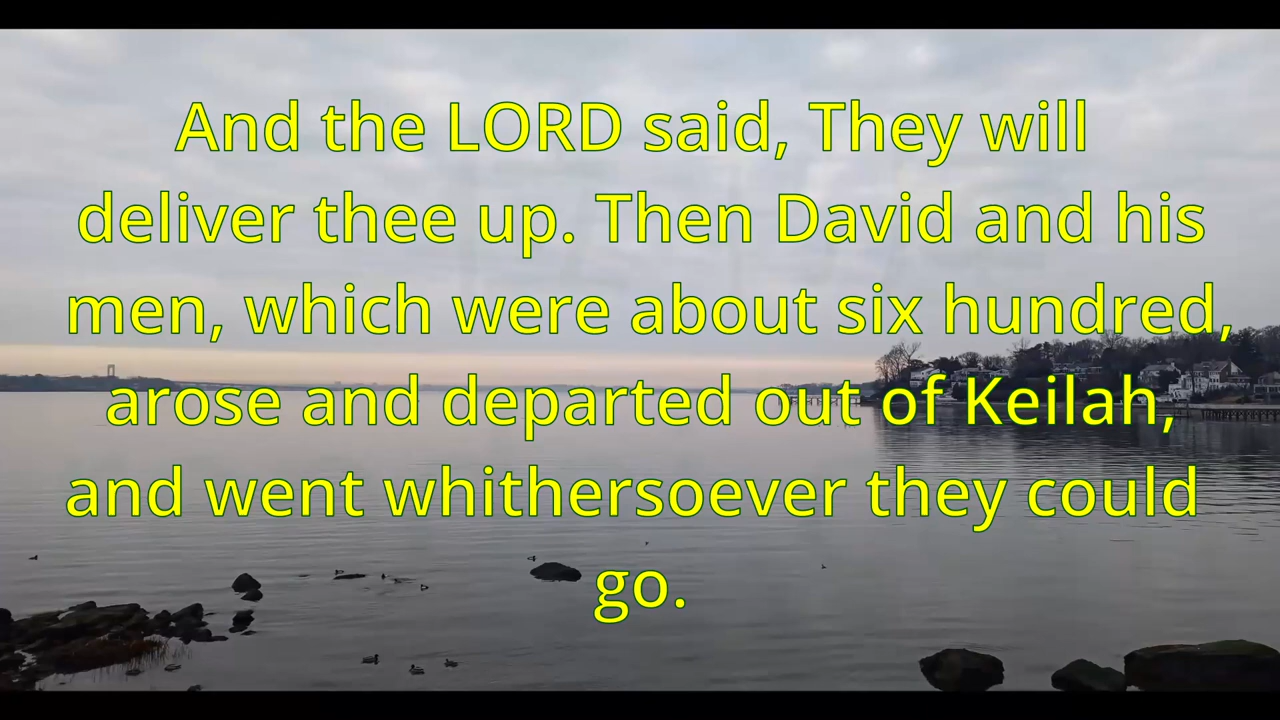 And the LORD said, They will
deliver thee up. Then David and his
men, which were about six hundred,
arose and departed out of Keilah,
and went whithersoever they could
go.